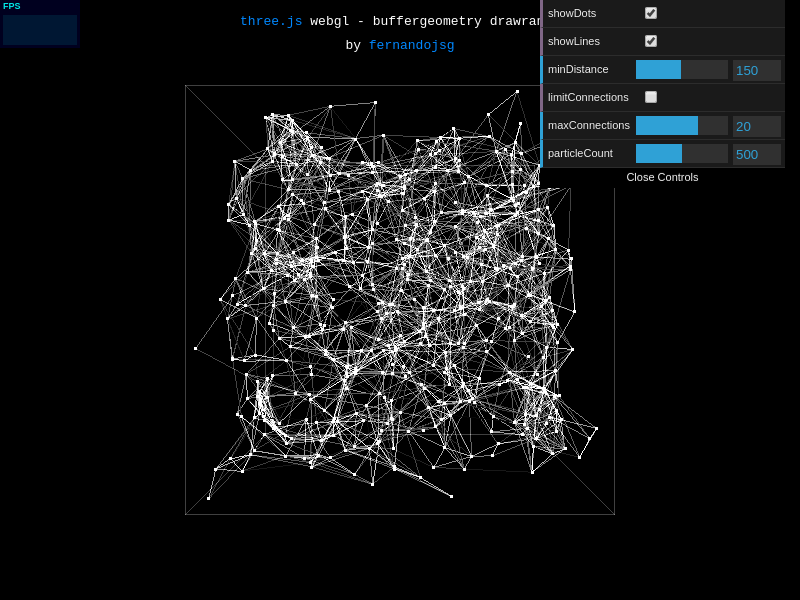 FPS
three.js webgl - buffergeometry drawran
by fernandojsg
showDots
showLines
minDistance 150
limitConnections
maxConnections 20
particleCount 500
Close Controls